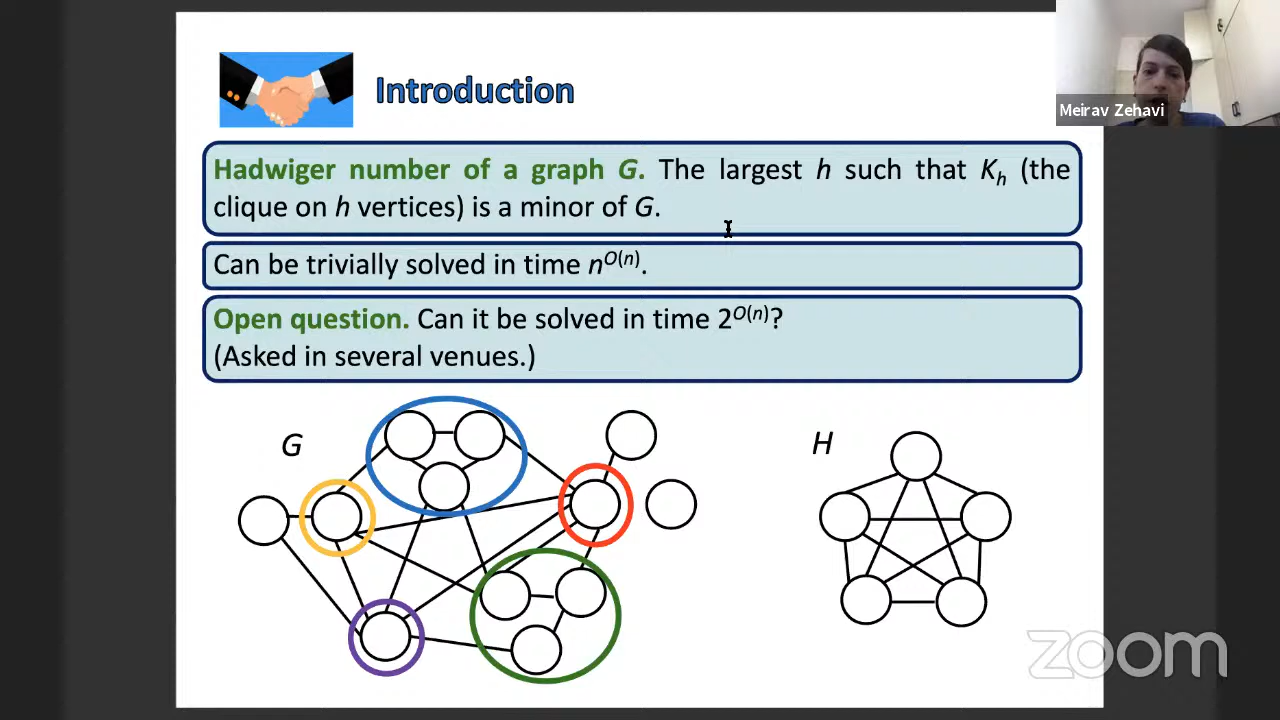 Meirav Zehavi
Introduction
Hadwiger number of a graph G. The largest h such that Kh (the
clique on h vertices) is a minor of G.
Can be trivially solved in time n^O(n).
Open question. Can it be solved in time 2^O(n)?
(Asked in several venues.)
G
H
zoom